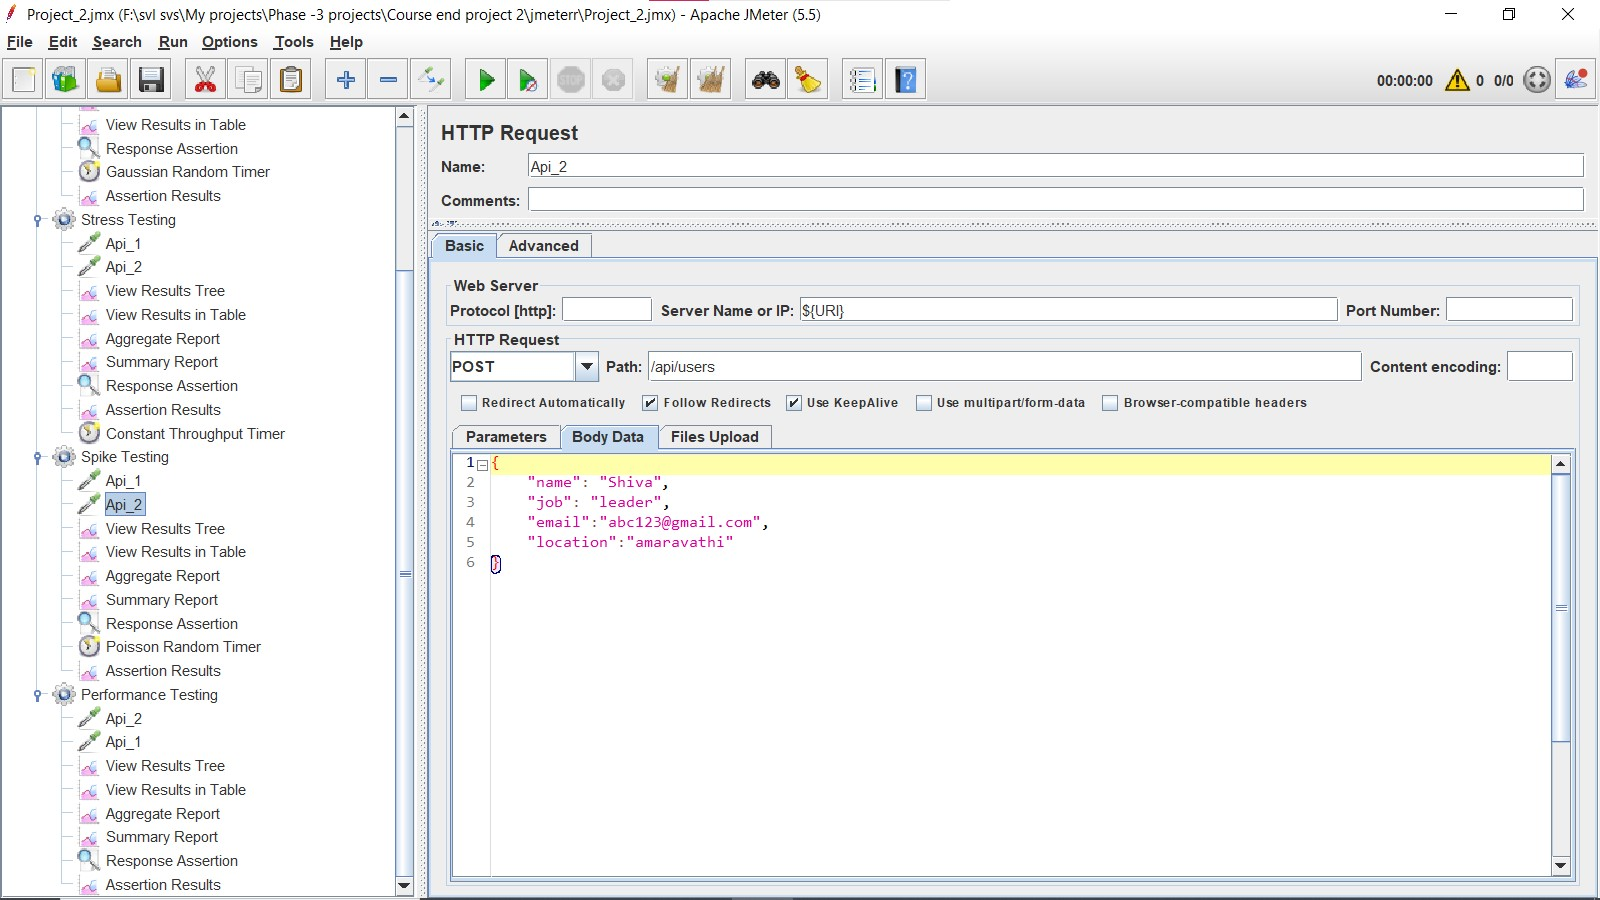 Project_2.jmx (F:\svl svs\My projects\Phase -3 projects\Course end project 2\jmeterr\Project_2.jmx) - Apache JMeter (5.5)
File Edit Search Run Options Tools Help
STOP 00:00:00 0 0/0
View Results in Table
Response Assertion
Gaussian Random Timer
Assertion Results
Stress Testing
Api_1
Api_2
View Results Tree
View Results in Table
Aggregate Report
Summary Report
Response Assertion
Assertion Results
Constant Throughput Timer
Spike Testing
Api_1
Api_2
View Results Tree
View Results in Table
Aggregate Report
Summary Report
Response Assertion
Poisson Random Timer
Assertion Results
Performance Testing
Api_2
Api_1
View Results Tree
View Results in Table
Aggregate Report
Summary Report
Response Assertion
Assertion Results
HTTP Request
Name: Api_2
Comments:
Basic Advanced
Web Server
Protocol [http]: Server Name or IP: ${URI} Port Number:
HTTP Request
POST Path: /api/users Content encoding:
Redirect Automatically Follow Redirects Use KeepAlive Use multipart/form-data Browser-compatible headers
Parameters Body Data Files Upload
1 {
2 "name": "Shiva",
3 "job": "leader",
4 "email":"abc123@gmail.com",
5 "location":"amaravathi"
6 }